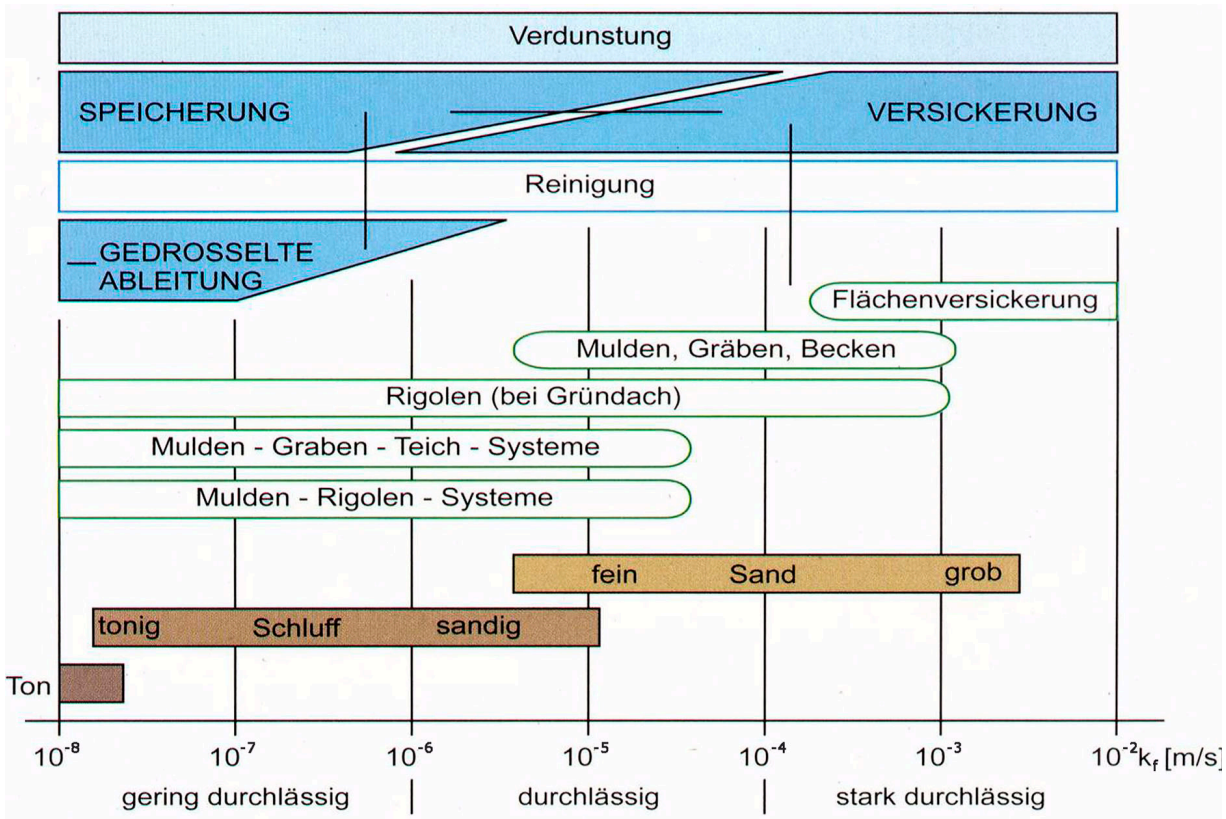 Verdunstung
SPEICHERUNG VERSICKERUNG
Reinigung
GEDROSSELTE
ABLEITUNG
Flächenversickerung
Mulden, Gräben, Becken
Rigolen (bei Gründach)
Mulden - Graben - Teich - Systeme
Mulden - Rigolen - Systeme
fein Sand grob
tonig Schluff sandig
Ton
10⁻⁸ 10⁻⁷ 10⁻⁶ 10⁻⁵ 10⁻⁴ 10⁻³ 10⁻² k_f [m/s]
gering durchlässig durchlässig stark durchlässig